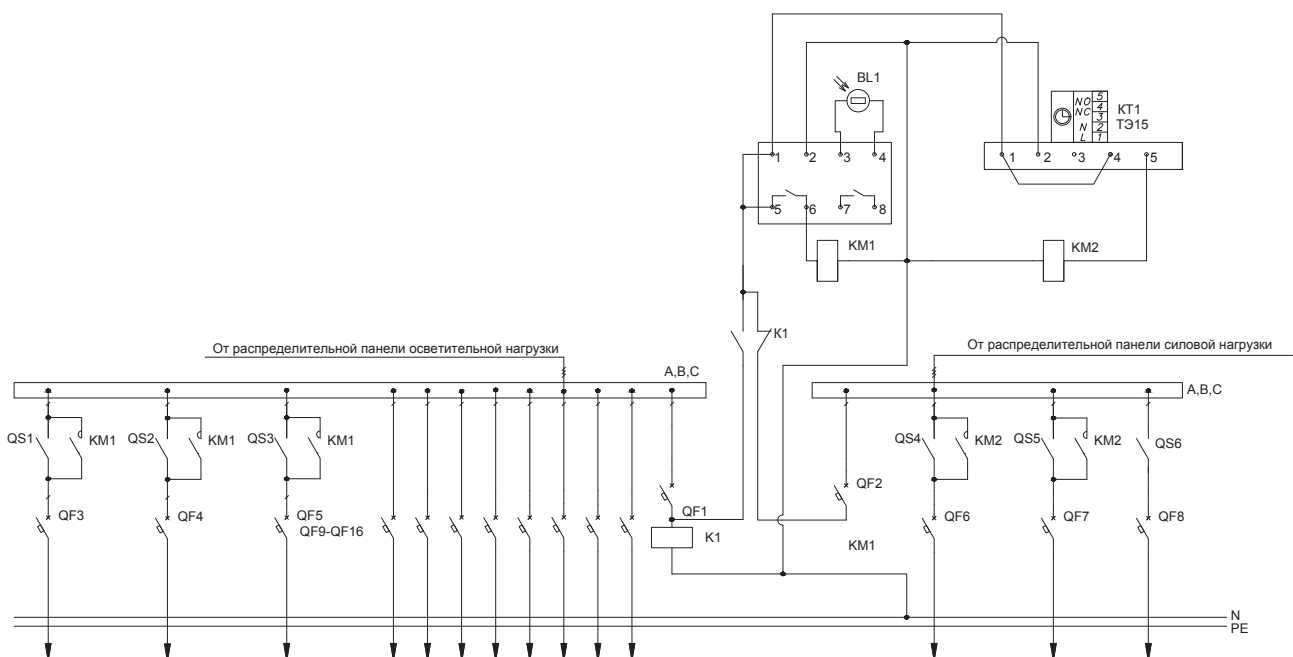 BL1
NO 5
NC 4
3
N 2
L 1
КТ1
ТЭ15
1 2 3 4
1 2 3 4 5
5 6 7 8
KM1
KM2
К1
От распределительной панели осветительной нагрузки
От распределительной панели силовой нагрузки
A,B,C
A,B,C
QS1 KM1 QS2 KM1 QS3 KM1
QS4 KM2 QS5 KM2 QS6
QF3 QF4 QF5
QF9-QF16
QF1
QF2
QF6 QF7 QF8
К1
KM1
N
PE